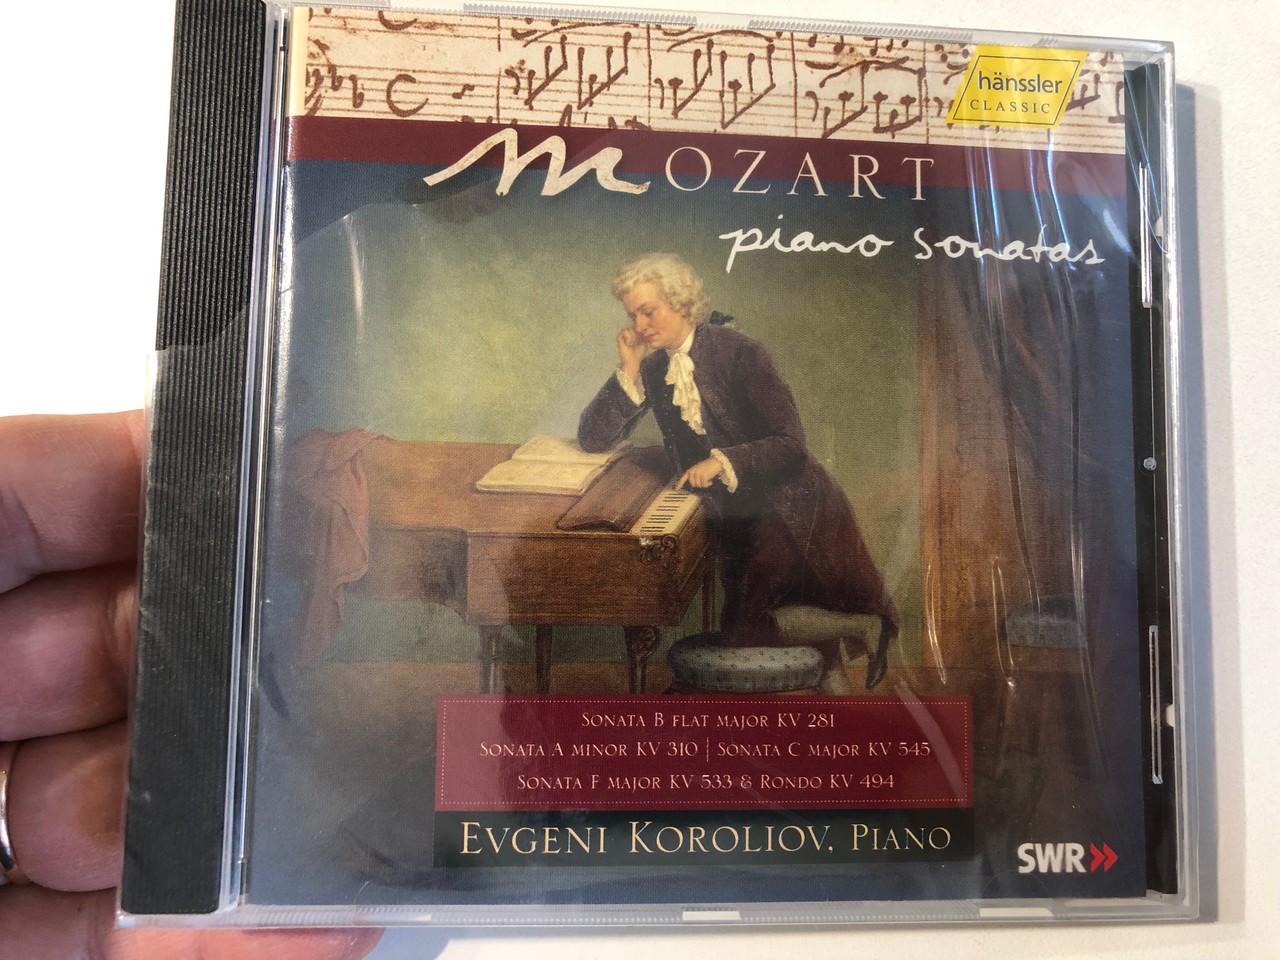 hänssler
CLASSIC
Mozart
piano sonatas
Sonata B flat major KV 281
Sonata A minor KV 310 | Sonata C major KV 545
Sonata F major KV 533 & Rondo KV 494
Evgeni Koroliov, Piano
SWR